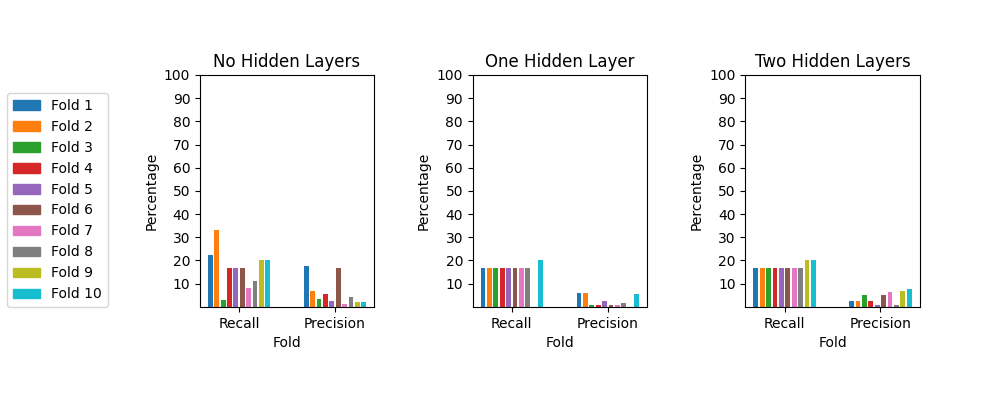 Fold 1
Fold 2
Fold 3
Fold 4
Fold 5
Fold 6
Fold 7
Fold 8
Fold 9
Fold 10
No Hidden Layers
100
90
80
70
60
50
40
30
20
10
Percentage
Recall Precision
Fold
One Hidden Layer
100
90
80
70
60
50
40
30
20
10
Percentage
Recall Precision
Fold
Two Hidden Layers
100
90
80
70
60
50
40
30
20
10
Percentage
Recall Precision
Fold